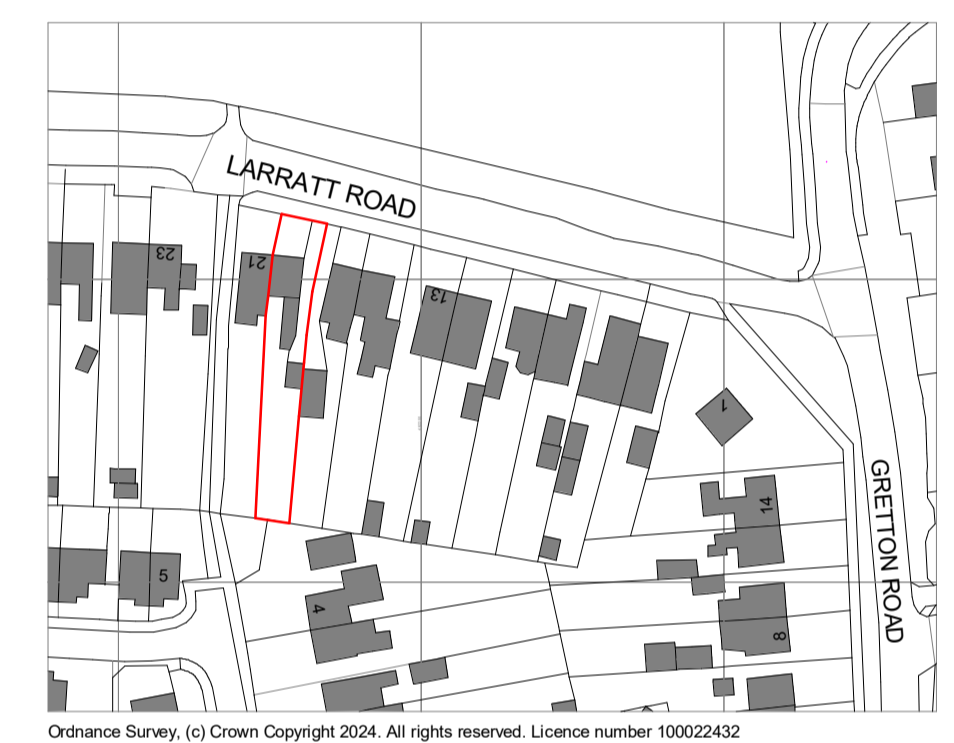 LARRATT ROAD
23
21
13
1
14
GRETTON ROAD
5
4
8
Ordnance Survey, (c) Crown Copyright 2024. All rights reserved. Licence number 100022432